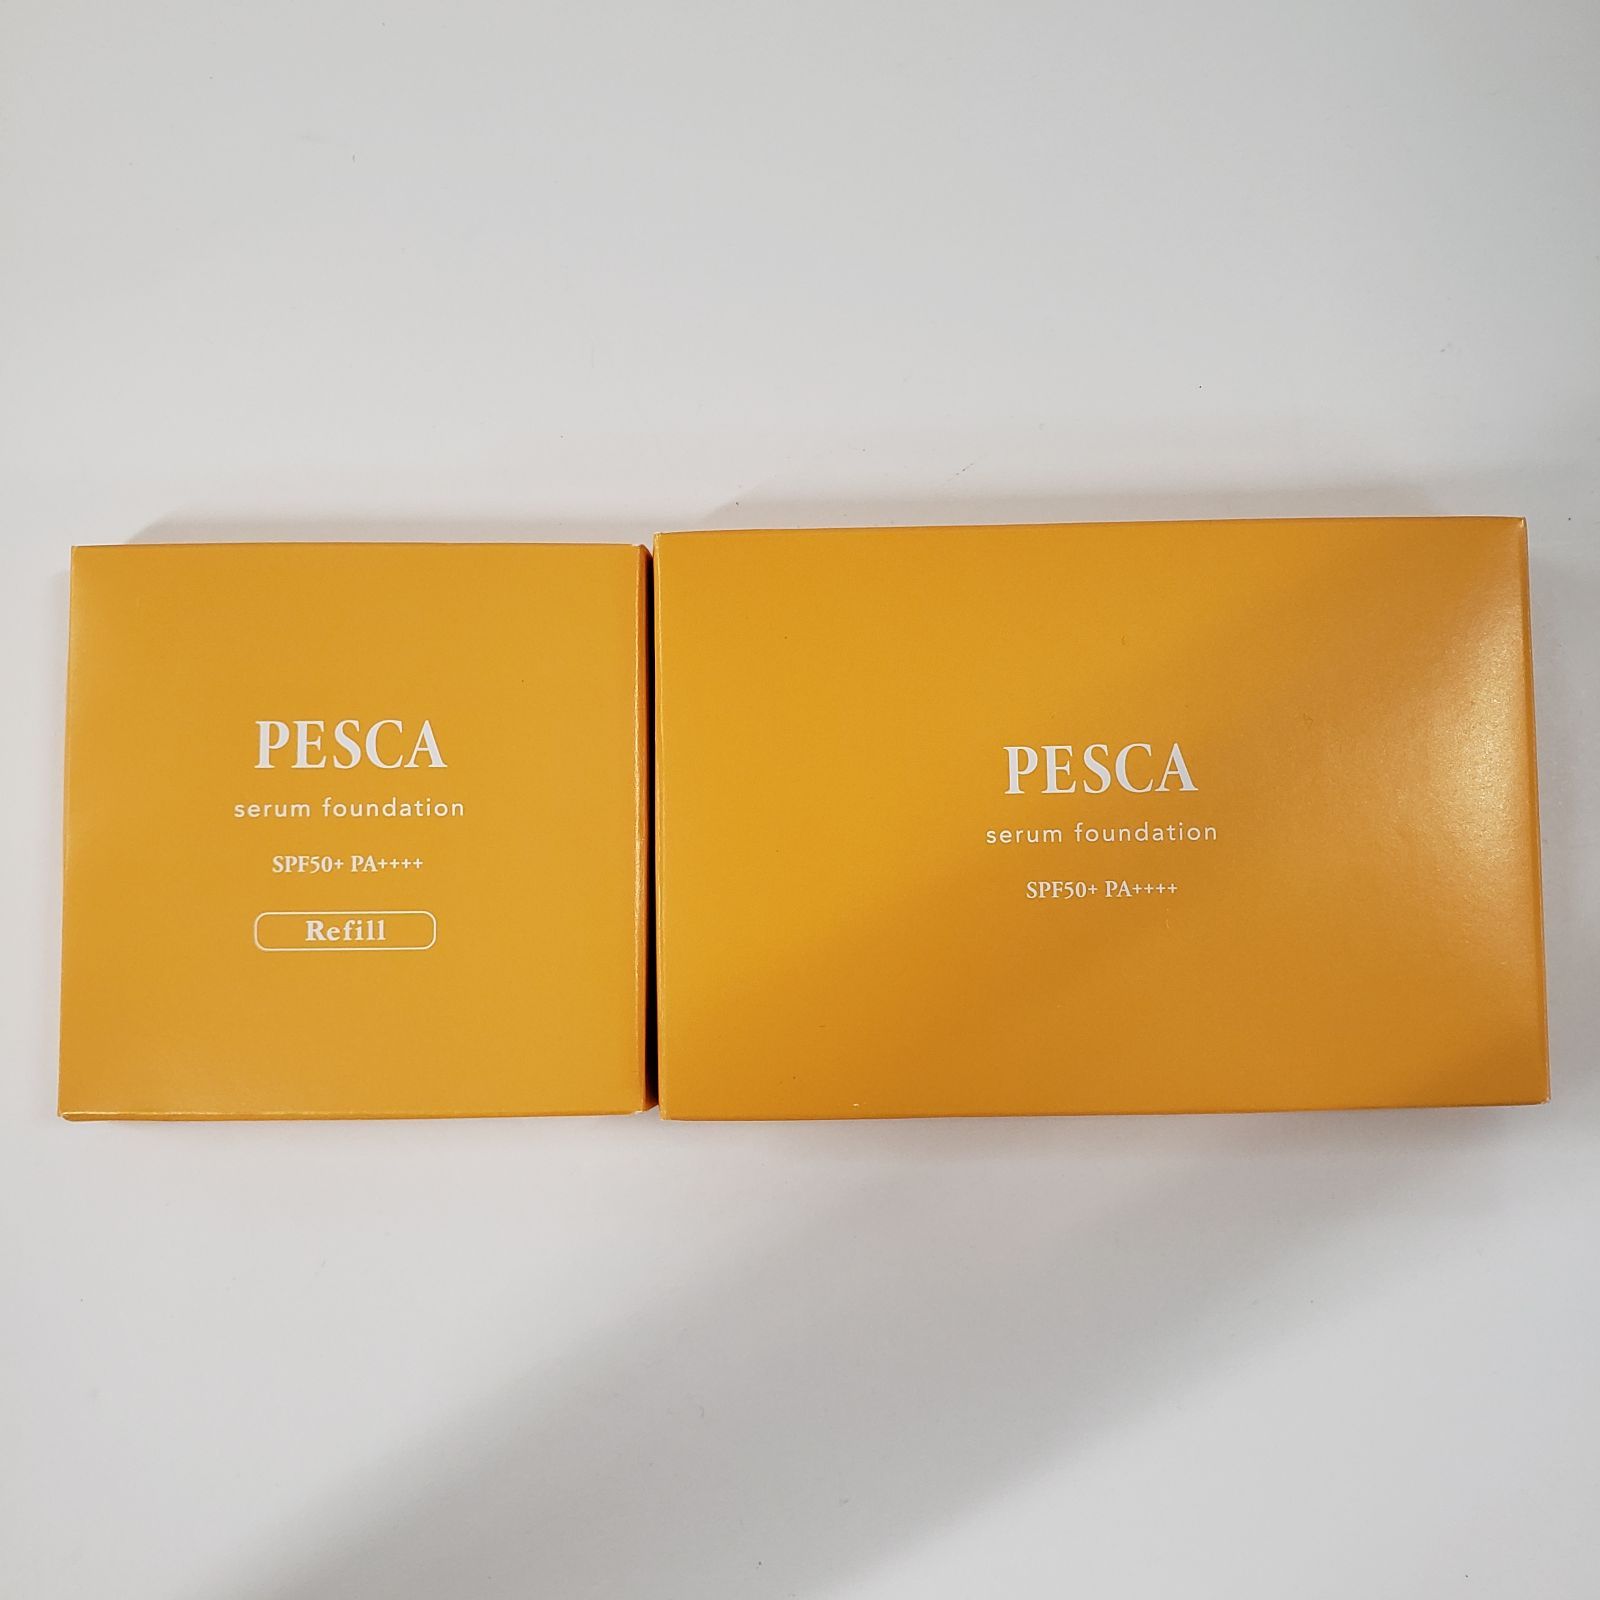 PESCA
serum foundation
SPF50+ PA++++
Refill
PESCA
serum foundation
SPF50+ PA++++